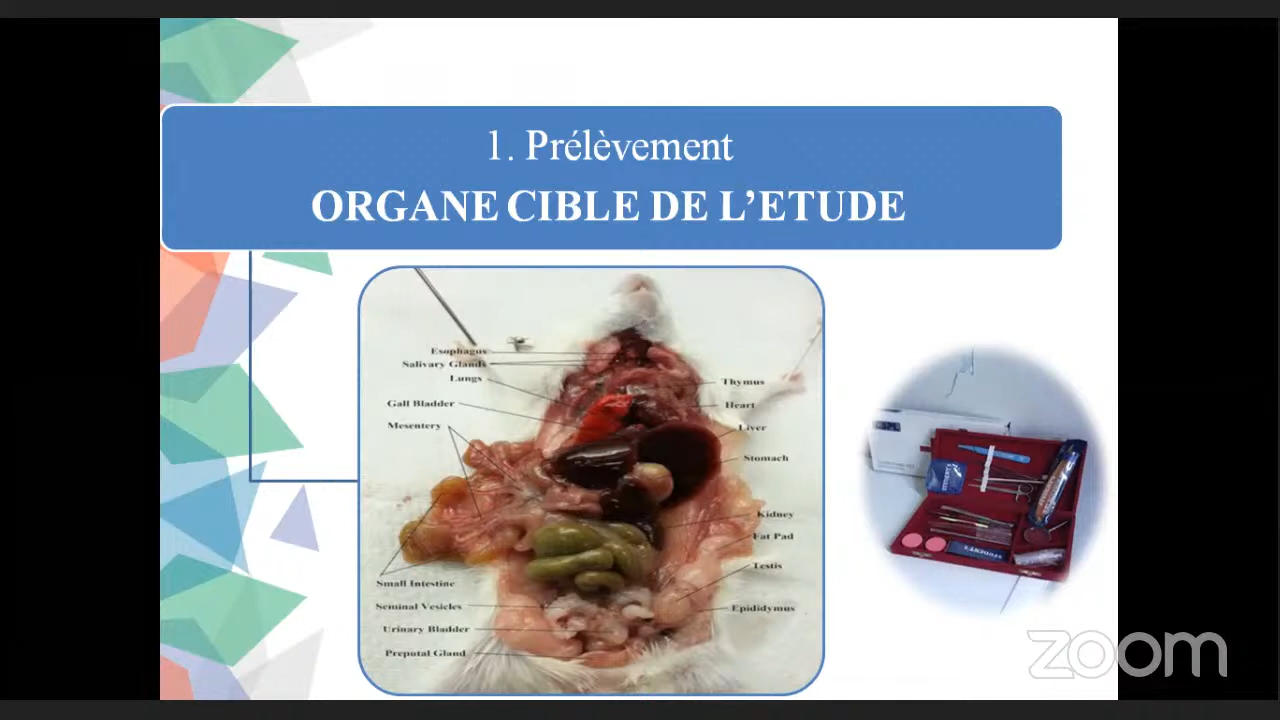 1. Prélèvement
ORGANE CIBLE DE L'ETUDE
Esophagus
Salivary Glands
Lungs
Gall Bladder
Mesentery
Small Intestine
Seminal Vesicles
Urinary Bladder
Preputal Gland
Thymus
Heart
Liver
Stomach
Kidney
Fat Pad
Testis
Epididymus
zoom